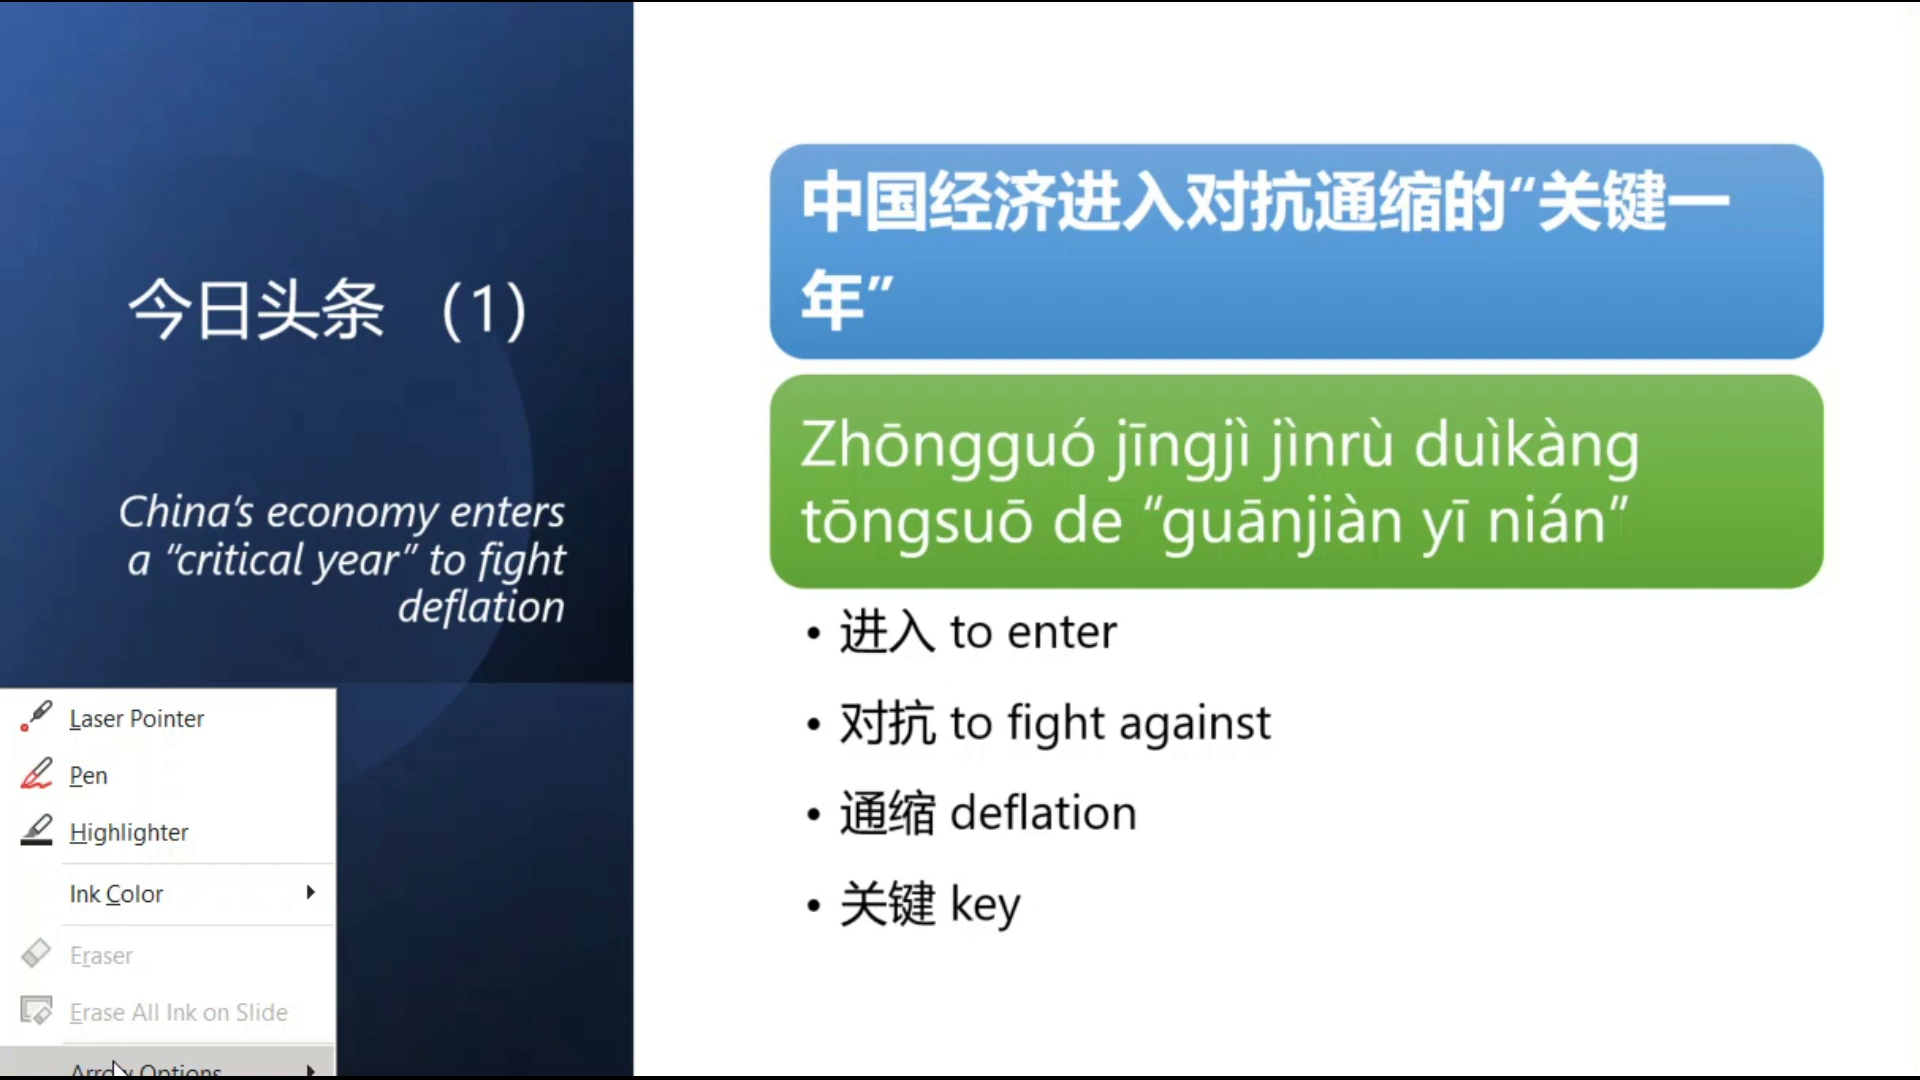 今日头条 （1）
China’s economy enters
a “critical year” to fight
deflation
中国经济进入对抗通缩的“关键一
年”
Zhōngguó jīngjì jìnrù duìkàng
tōngsuō de “guānjiàn yī nián”
• 进入 to enter
• 对抗 to fight against
• 通缩 deflation
• 关键 key
Laser Pointer
Pen
Highlighter
Ink Color
Eraser
Erase All Ink on Slide
Arrow Options